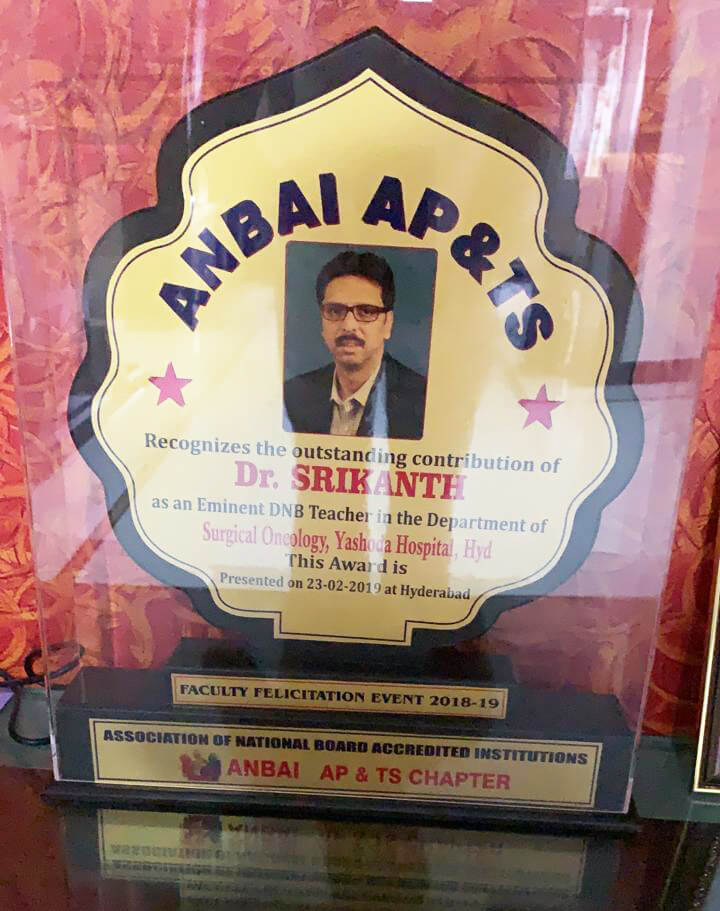 ANBAI AP&TS
Recognizes the outstanding contribution of
Dr. SRIKANTH
as an Eminent DNB Teacher in the Department of
Surgical Oncology, Yashoda Hospital, Hyd
This Award is
Presented on 23-02-2019 at Hyderabad
FACULTY FELICITATION EVENT 2018-19
ASSOCIATION OF NATIONAL BOARD ACCREDITED INSTITUTIONS
ANBAI AP & TS CHAPTER